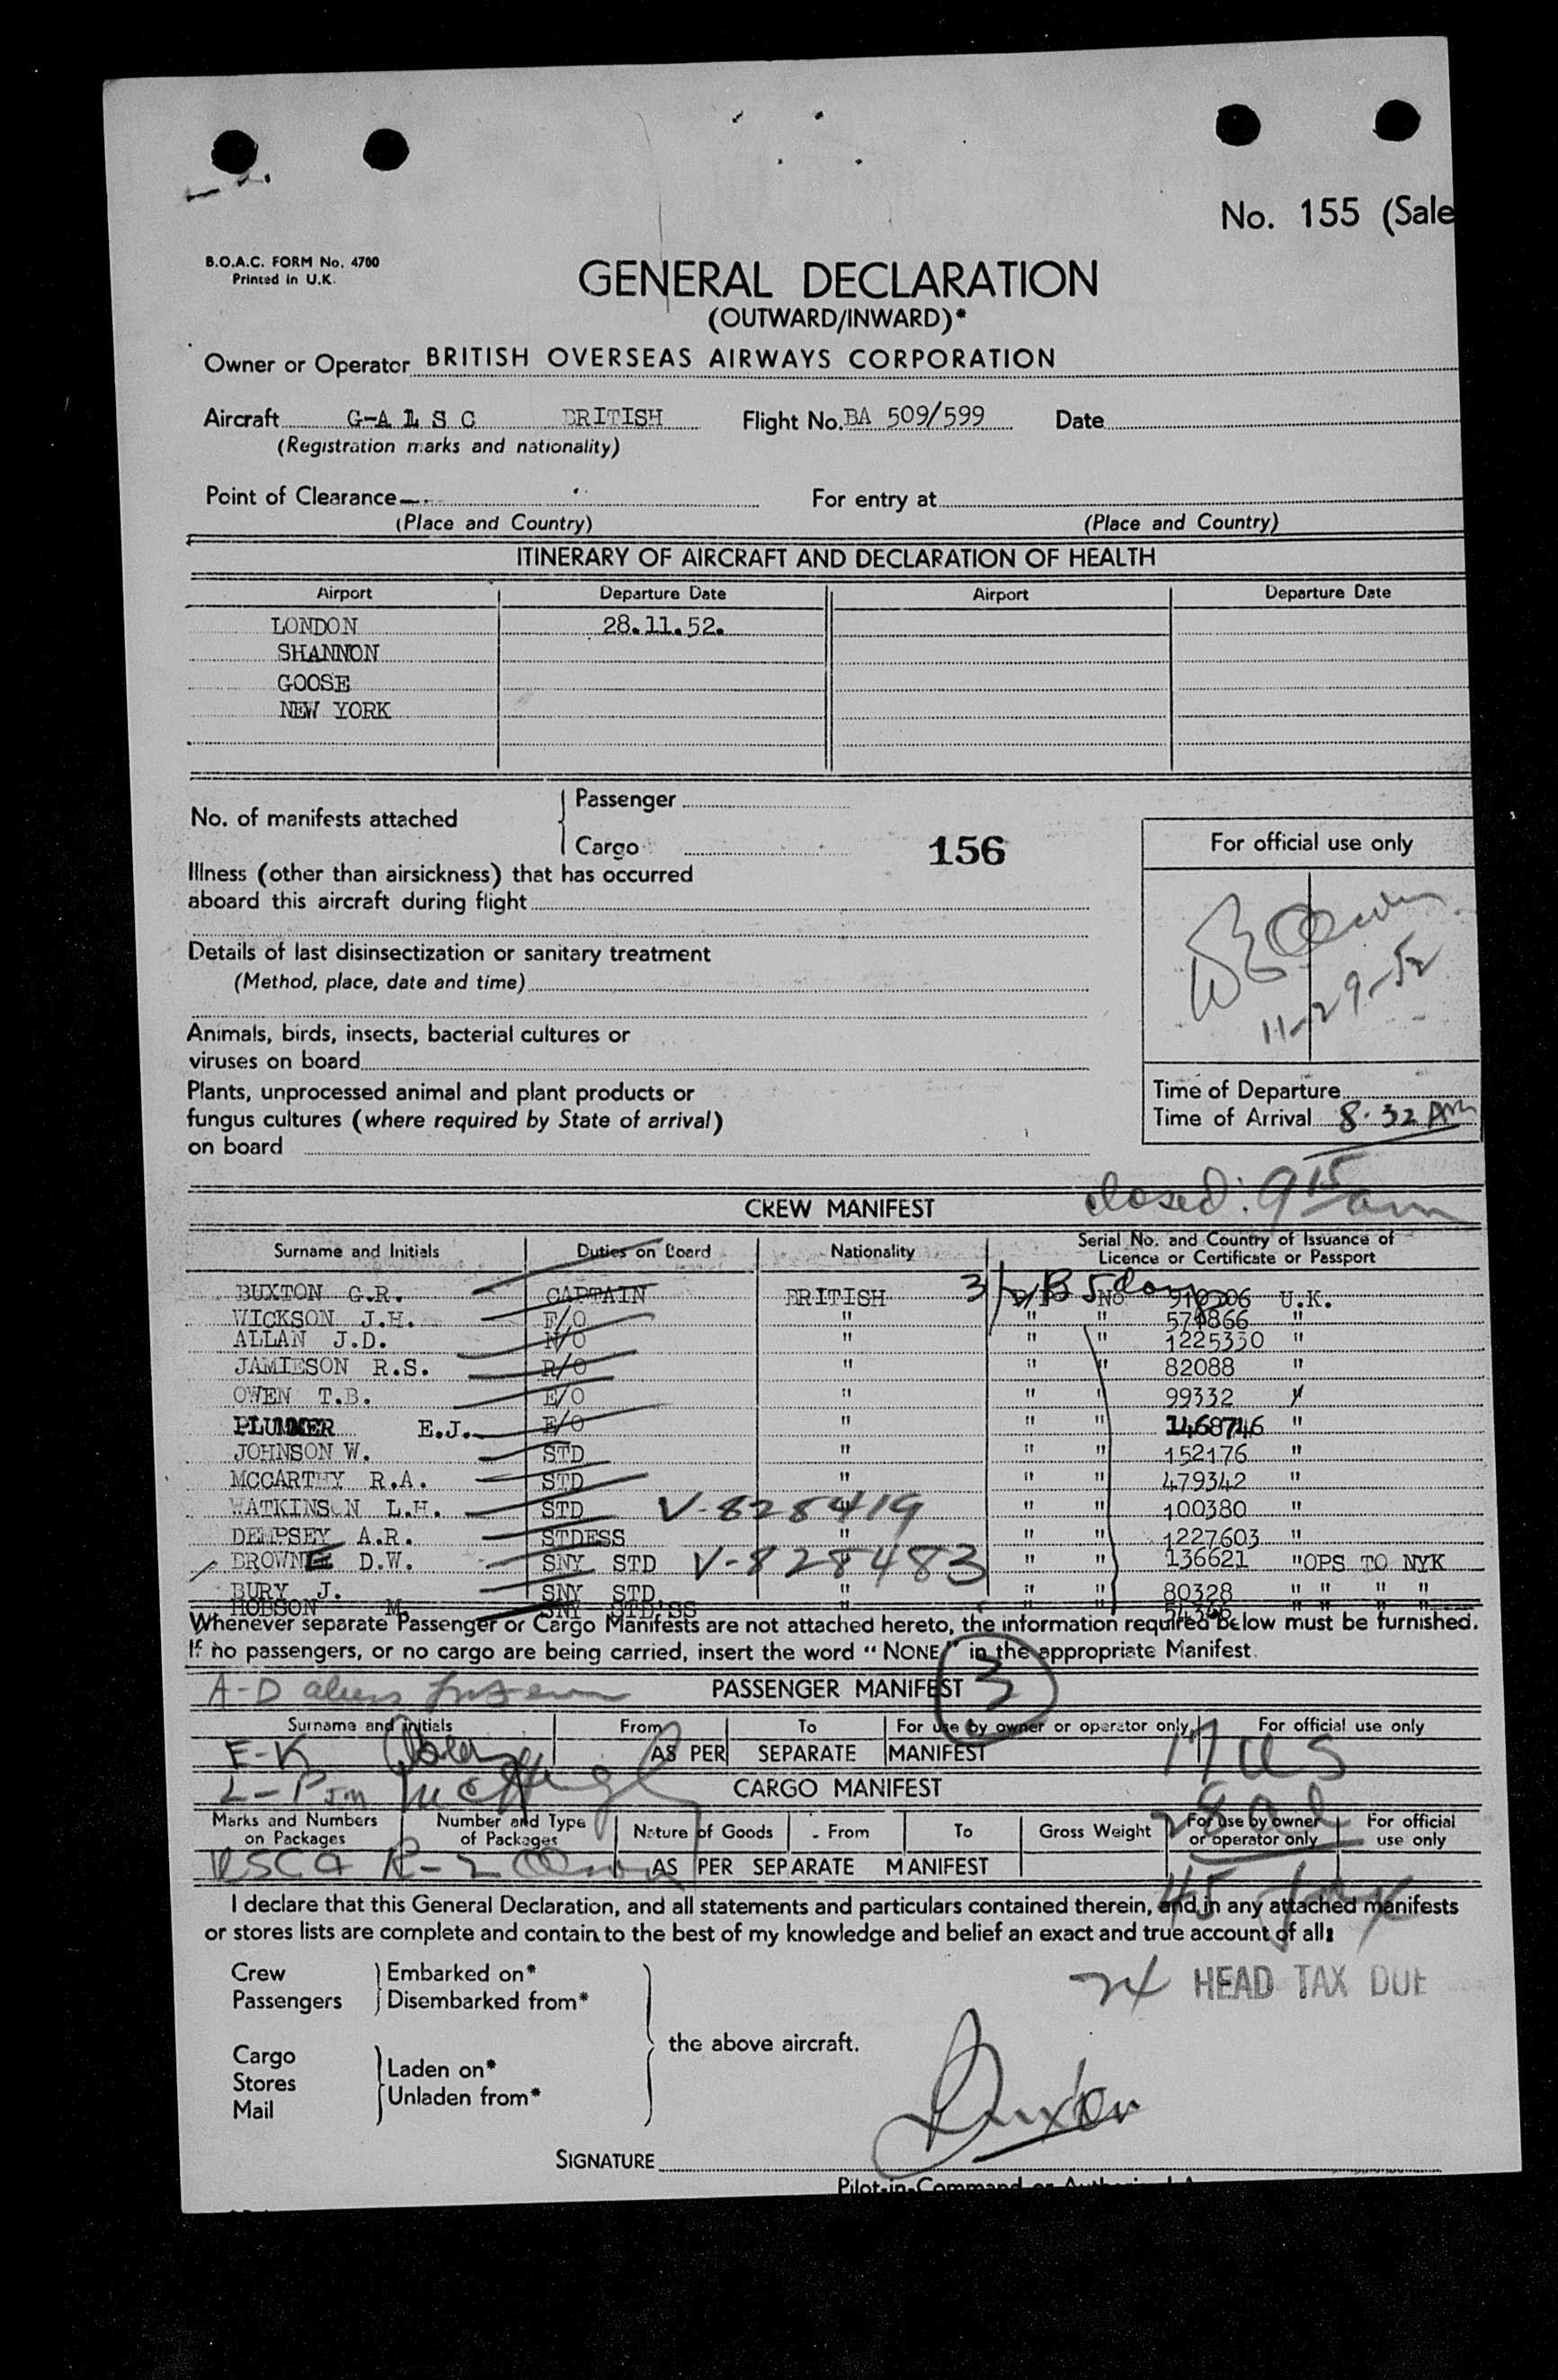 No. 155 (Sale
B.O.A.C. FORM No. 4700
Printed in U.K.
GENERAL DECLARATION
(OUTWARD/INWARD)*
Owner or Operator BRITISH OVERSEAS AIRWAYS CORPORATION
Aircraft G-A L S C BRITISH Flight No. BA 509/599 Date
(Registration marks and nationality)
Point of Clearance For entry at
(Place and Country) (Place and Country)
ITINERARY OF AIRCRAFT AND DECLARATION OF HEALTH
Airport Departure Date Airport Departure Date
LONDON 28.11.52.
SHANNON
GOOSE
NEW YORK
No. of manifests attached
Passenger
Cargo
156
For official use only
Illness (other than airsickness) that has occurred
aboard this aircraft during flight
Details of last disinsectization or sanitary treatment
(Method, place, date and time)
11-29-52
Animals, birds, insects, bacterial cultures or
viruses on board
Plants, unprocessed animal and plant products or
fungus cultures (where required by State of arrival)
on board
Time of Departure
Time of Arrival 8.32 AM
closed: 9 15 am
CREW MANIFEST
Surname and Initials Duties on Board Nationality Serial No. and Country of Issuance of
Licence or Certificate or Passport
BUXTON G.R. CAPTAIN BRITISH No 910306 U.K.
WICKSON J.H. F/O " " " "
ALLAN J.D. N/O " " " 1225330 "
JAMIESON R.S. R/O " " " 82088 "
OWEN T.B. E/O " " " 99332 "
PLUMMER E.J. E/O " " " 1468746 "
JOHNSON W. STD " " " 152176 "
MCCARTHY R.A. STD " " " 479342 "
WATKINSON L.H. STD V-828419 " " " 100380 "
DEMPSEY A.R. STDESS " " " 1227603 "
BROWNE D.W. SNY STD V-828483 " " " 136621 " OPS TO NYK
BURY J. SNY STD " " " 80328 " " " "
HOBSON M. SNY STD'SS " " " " " " "
Whenever separate Passenger or Cargo Manifests are not attached hereto, the information required below must be furnished.
If no passengers, or no cargo are being carried, insert the word "NONE" in the appropriate Manifest.
A-D PASSENGER MANIFEST 3
Surname and initials From To For use by owner or operator only For official use only
E-K AS PER SEPARATE MANIFEST 17 US
L-P CARGO MANIFEST
Marks and Numbers on Packages Number and Type of Packages Nature of Goods From To Gross Weight For use by owner or operator only For official use only
R-Z AS PER SEPARATE MANIFEST
I declare that this General Declaration, and all statements and particulars contained therein, and in any attached manifests
or stores lists are complete and contain to the best of my knowledge and belief an exact and true account of all:
Crew Embarked on*
Passengers Disembarked from*
HEAD TAX DUE
the above aircraft.
Cargo
Stores Laden on*
Mail Unladen from*
Buxton
SIGNATURE
Pilot-in-Command or